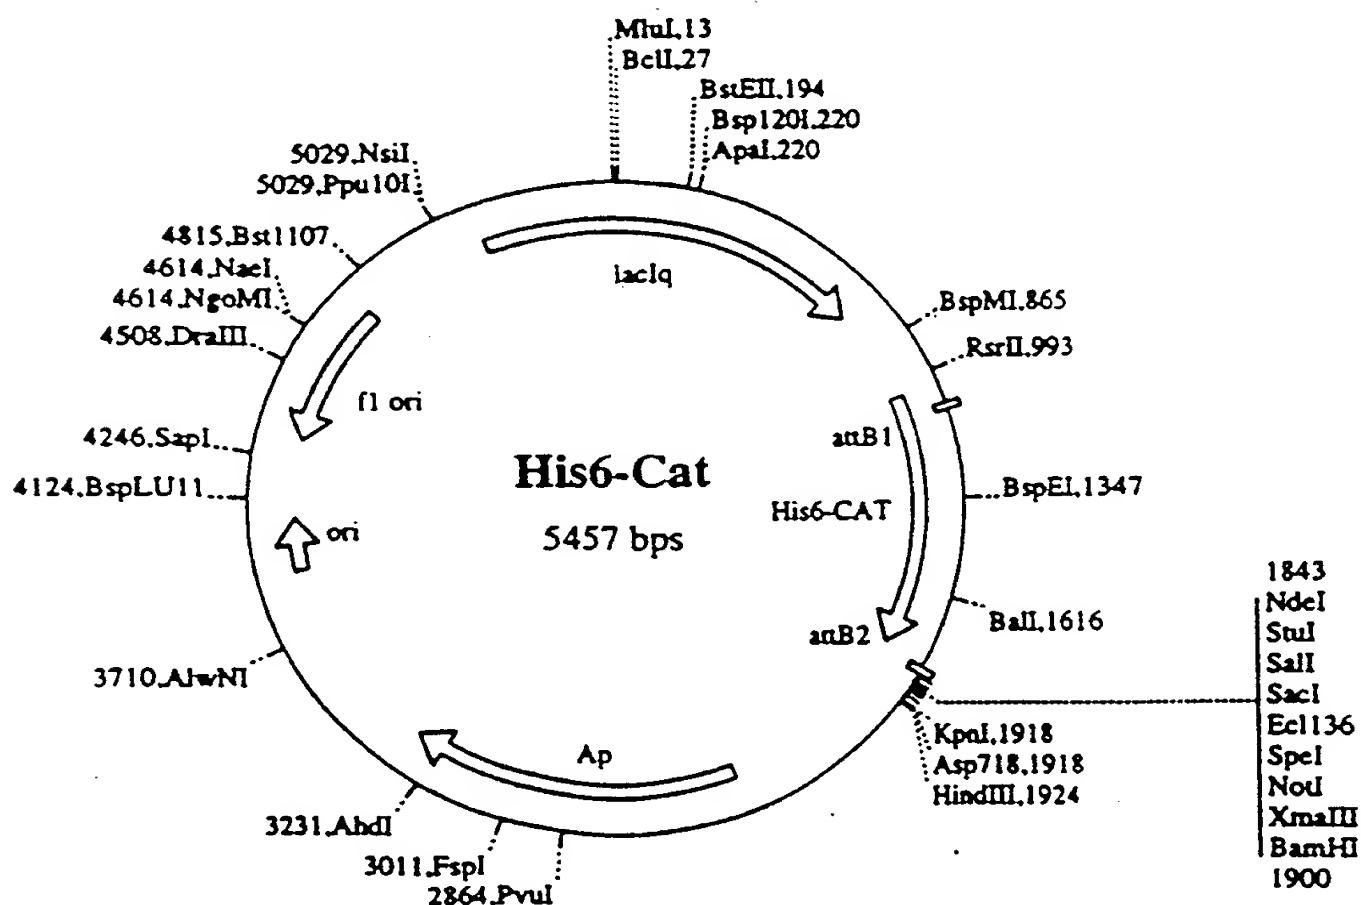 MluI,13
BclI,27
BstEII,194
Bsp120I,220
ApaI,220
5029,NsiI
5029,Ppu10I
4815,Bst1107
4614,NaeI
4614,NgoMI
4508,DraIII
lacIq
BspMI,865
RsrII,993
f1 ori
attB1
4246,SapI
4124,BspLU11
His6-Cat
5457 bps
BspEI,1347
His6-CAT
ori
1843
NdeI
StuI
SalI
SacI
Ecl136
SpeI
NotI
XmaIII
BamHI
1900
BalI,1616
attB2
3710,AlwNI
KpnI,1918
Asp718,1918
HindIII,1924
Ap
3231,AhdI
3011,FspI
2864,PvuI